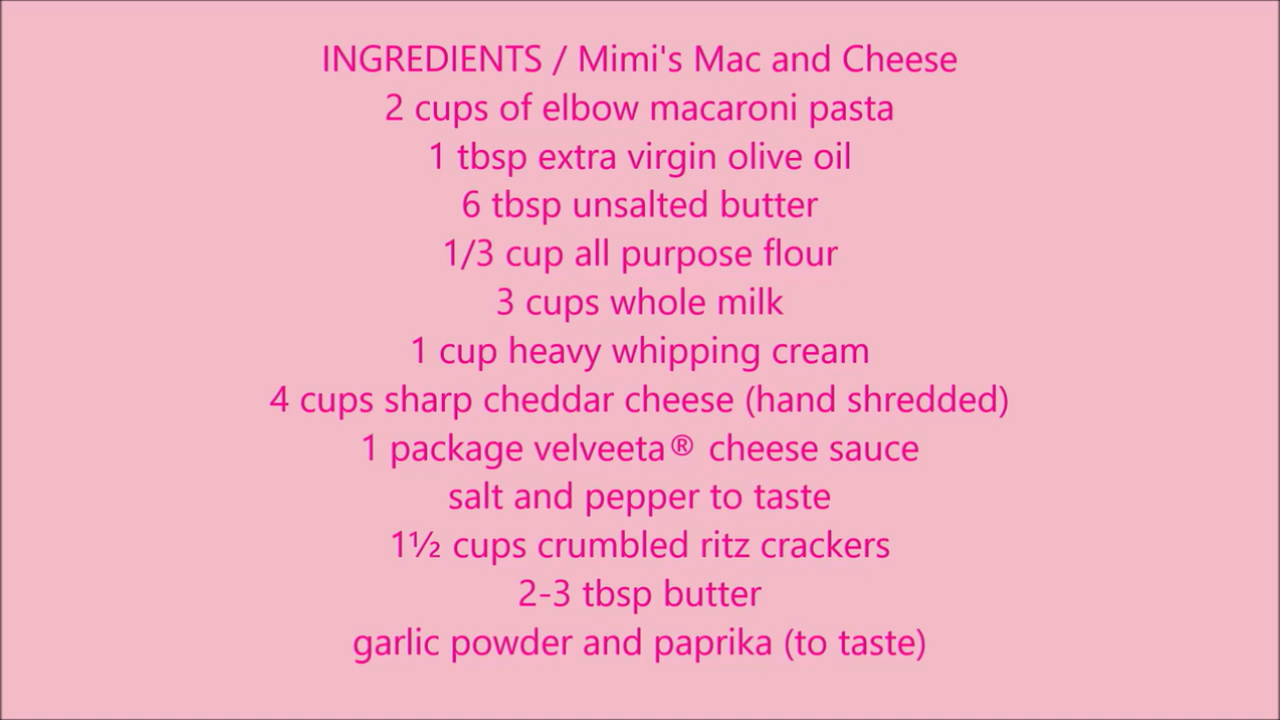 INGREDIENTS / Mimi's Mac and Cheese
2 cups of elbow macaroni pasta
1 tbsp extra virgin olive oil
6 tbsp unsalted butter
1/3 cup all purpose flour
3 cups whole milk
1 cup heavy whipping cream
4 cups sharp cheddar cheese (hand shredded)
1 package velveeta® cheese sauce
salt and pepper to taste
1½ cups crumbled ritz crackers
2-3 tbsp butter
garlic powder and paprika (to taste)